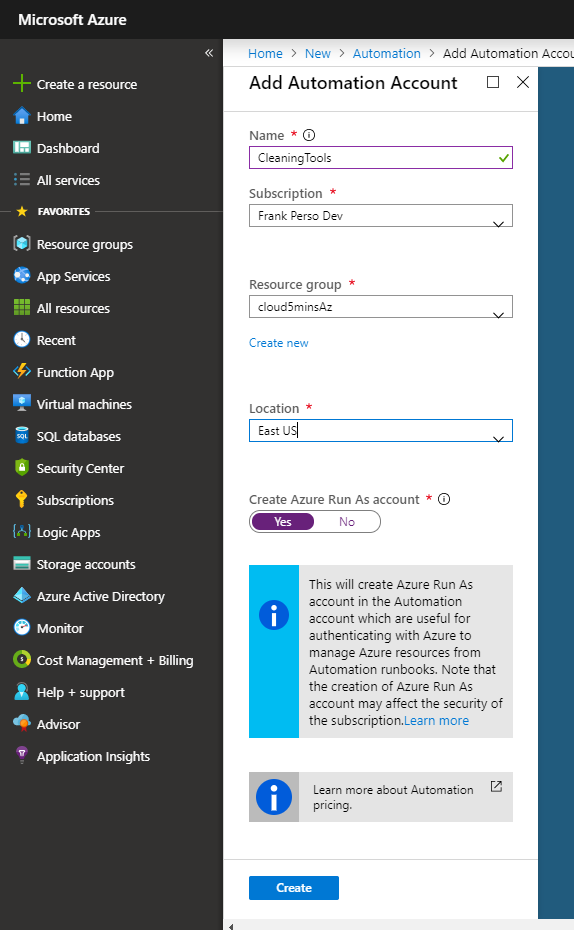 Microsoft Azure
«
Create a resource
Home
Dashboard
All services
FAVORITES
Resource groups
App Services
All resources
Recent
Function App
Virtual machines
SQL databases
Security Center
Subscriptions
Logic Apps
Storage accounts
Azure Active Directory
Monitor
Cost Management + Billing
Help + support
Advisor
Application Insights
Home > New > Automation > Add Automation Accou
Add Automation Account
Name *
CleaningTools
Subscription *
Frank Perso Dev
Resource group *
cloud5minsAz
Create new
Location *
East US
Create Azure Run As account *
Yes No
This will create Azure Run As
account in the Automation
account which are useful for
authenticating with Azure to
manage Azure resources from
Automation runbooks. Note that
the creation of Azure Run As
account may affect the security of
the subscription.Learn more
Learn more about Automation
pricing.
Create